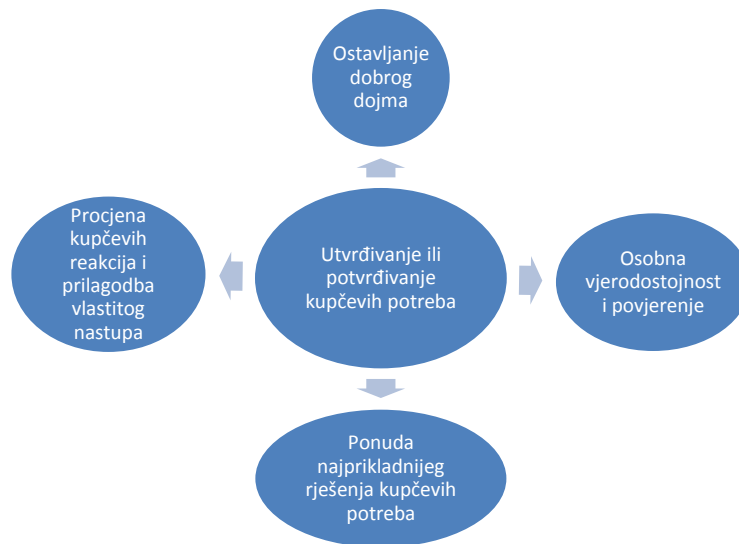 Ostavljanje
dobrog
dojma
Procjena
kupčevih
reakcija i
prilagodba
vlastitog
nastupa
Utvrđivanje ili
potvrđivanje
kupčevih potreba
Osobna
vjerodostojnost
i povjerenje
Ponuda
najprikladnijeg
rješenja kupčevih
potreba